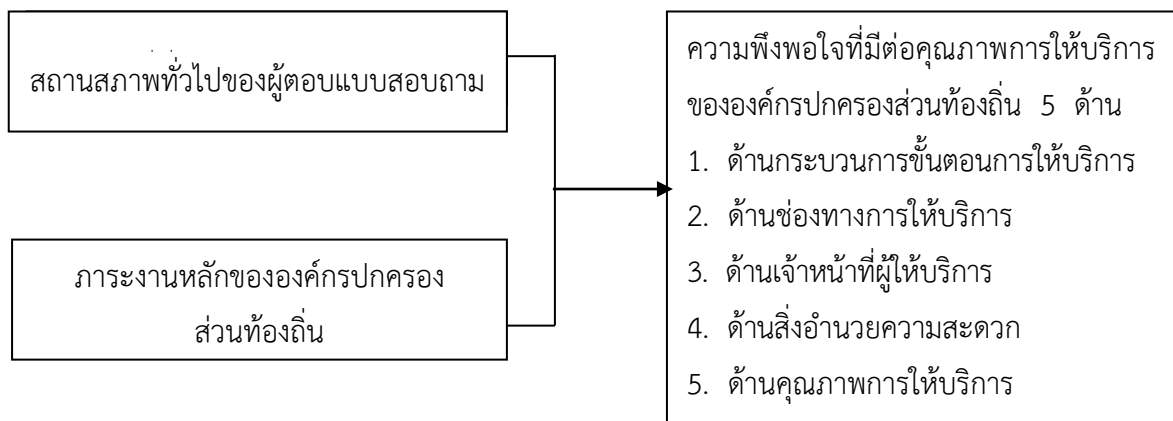 สถานสภาพทั่วไปของผู้ตอบแบบสอบถาม
ภาระงานหลักขององค์กรปกครอง
ส่วนท้องถิ่น
ความพึงพอใจที่มีต่อคุณภาพการให้บริการ
ขององค์กรปกครองส่วนท้องถิ่น 5 ด้าน
1. ด้านกระบวนการขั้นตอนการให้บริการ
2. ด้านช่องทางการให้บริการ
3. ด้านเจ้าหน้าที่ผู้ให้บริการ
4. ด้านสิ่งอำนวยความสะดวก
5. ด้านคุณภาพการให้บริการ